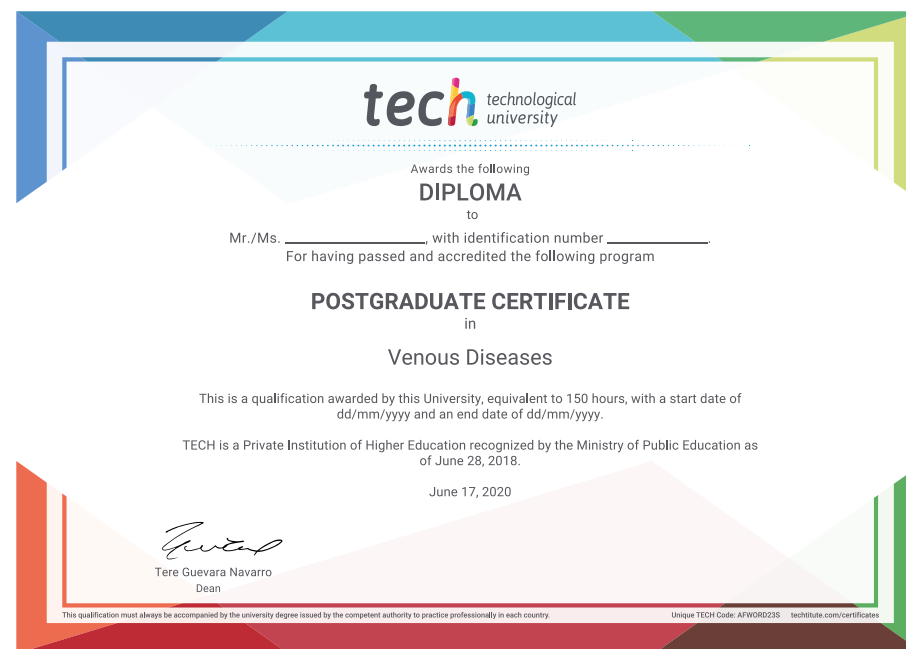 tech technological
university
Awards the following
DIPLOMA
to
Mr./Ms. ____________________, with identification number ______________.
For having passed and accredited the following program
POSTGRADUATE CERTIFICATE
in
Venous Diseases
This is a qualification awarded by this University, equivalent to 150 hours, with a start date of
dd/mm/yyyy and an end date of dd/mm/yyyy.
TECH is a Private Institution of Higher Education recognized by the Ministry of Public Education as
of June 28, 2018.
June 17, 2020
Tere Guevara Navarro
Dean
This qualification must always be accompanied by the university degree issued by the competent authority to practice professionally in each country. Unique TECH Code: AFWORD23S techtitute.com/certificates